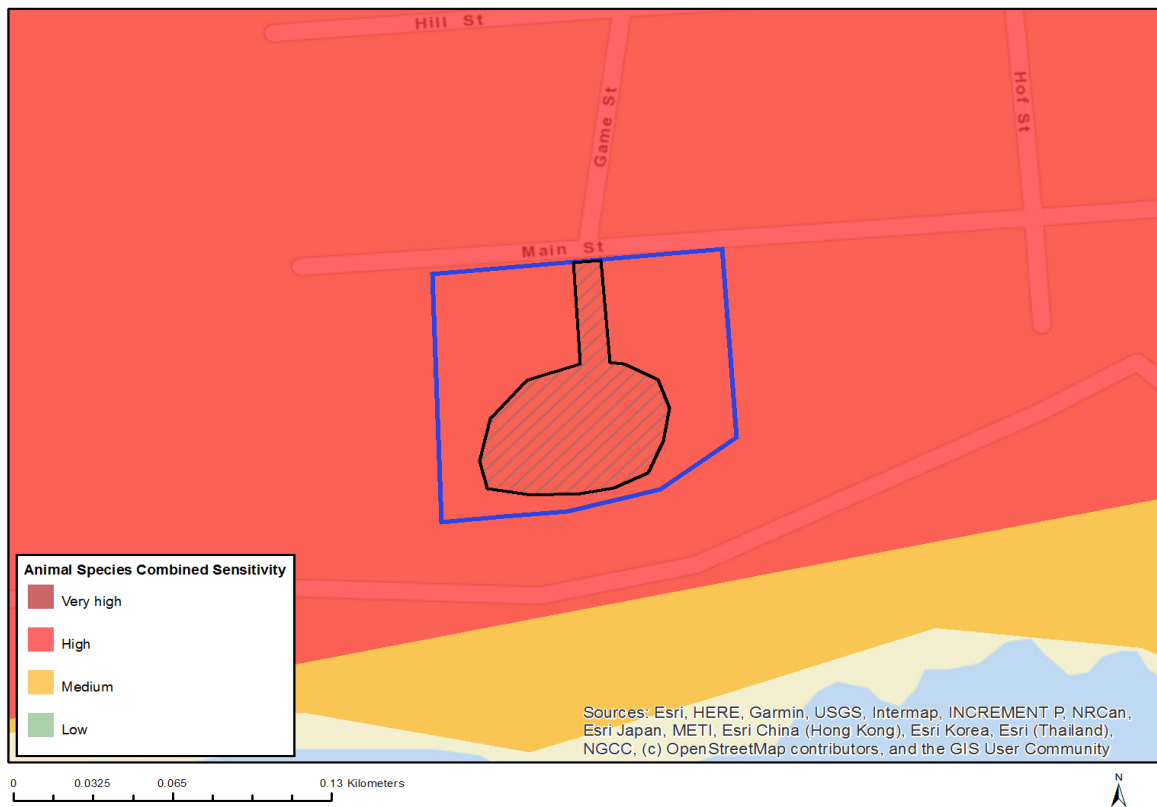 Hill St
Game St
Hof St
Main St
Animal Species Combined Sensitivity
Very high
High
Medium
Low
Sources: Esri, HERE, Garmin, USGS, Intermap, INCREMENT P, NRCan,
Esri Japan, METI, Esri China (Hong Kong), Esri Korea, Esri (Thailand),
NGCC, (c) OpenStreetMap contributors, and the GIS User Community
0 0.0325 0.065 0.13 Kilometers
N